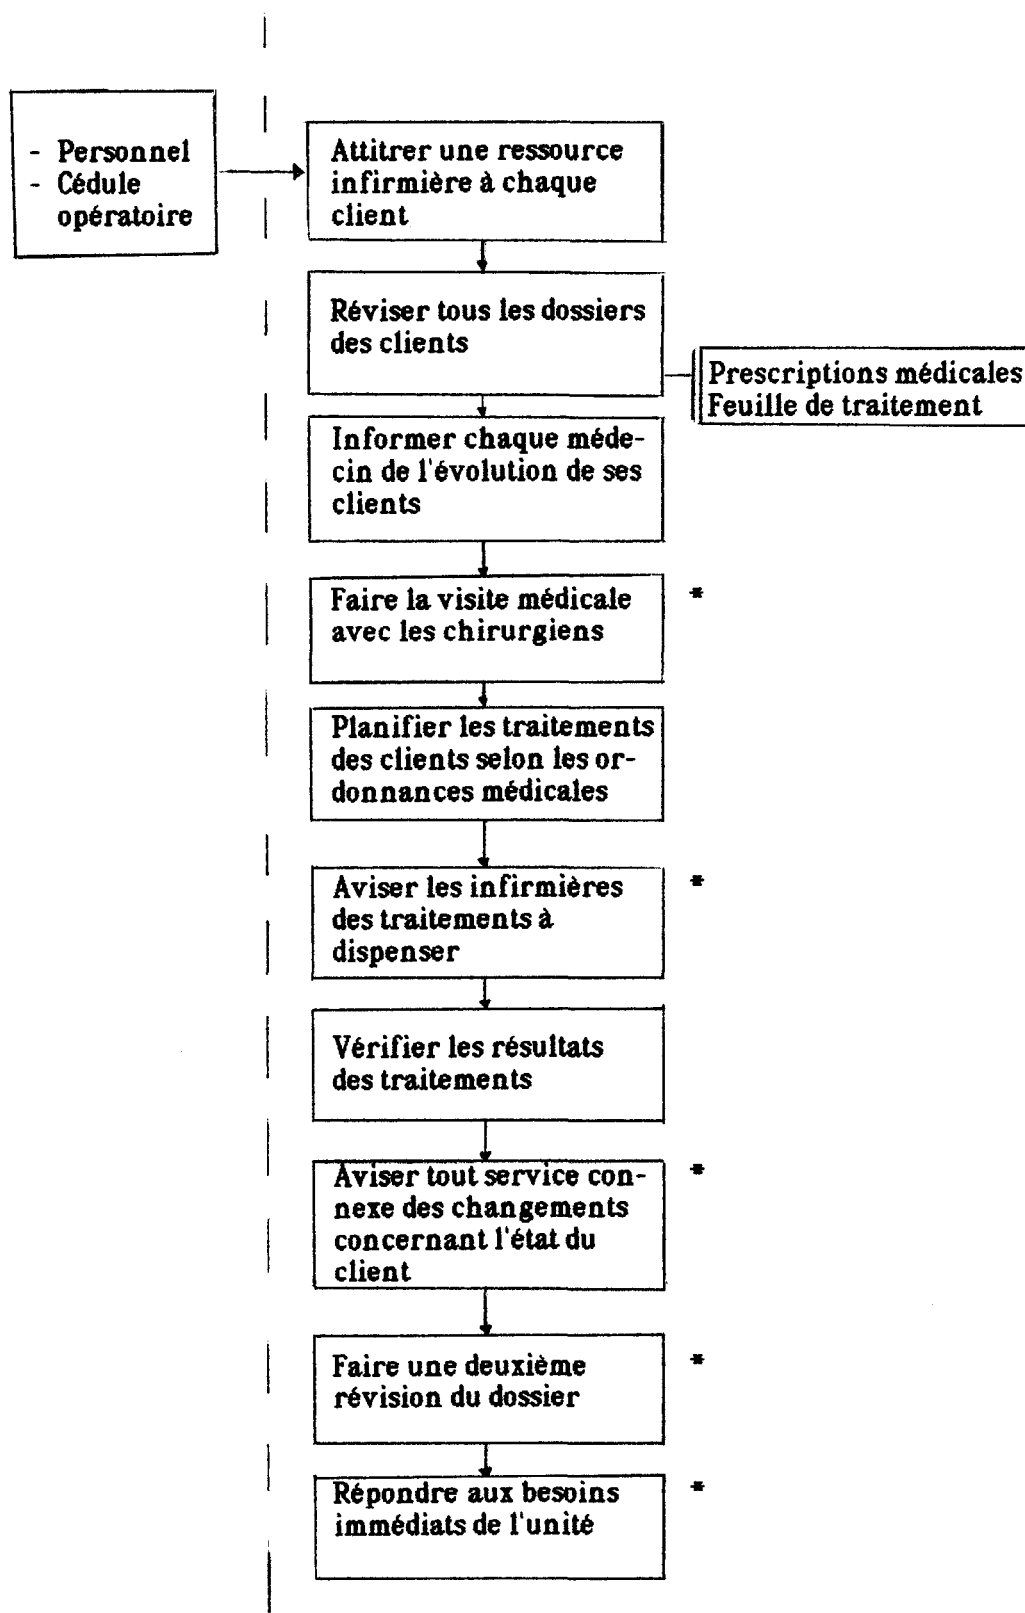 - Personnel
- Cédule
opératoire
Attitrer une ressource
infirmière à chaque
client
Réviser tous les dossiers
des clients
Prescriptions médicales
Feuille de traitement
Informer chaque méde-
cin de l'évolution de ses
clients
Faire la visite médicale
avec les chirurgiens
*
Planifier les traitements
des clients selon les or-
donnances médicales
Aviser les infirmières
des traitements à
dispenser
*
Vérifier les résultats
des traitements
Aviser tout service con-
nexe des changements
concernant l'état du
client
*
Faire une deuxième
révision du dossier
*
Répondre aux besoins
immédiats de l'unité
*